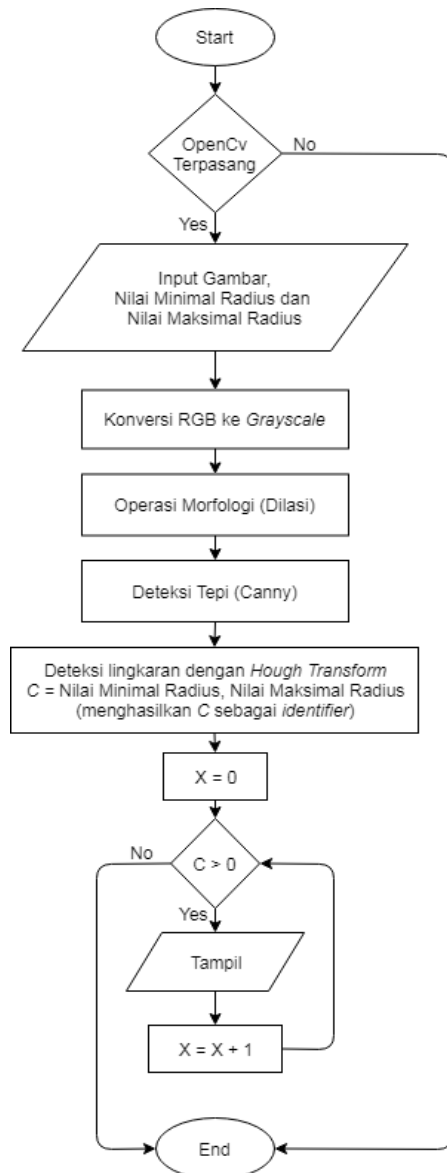 Start
OpenCv
Terpasang
No
Yes
Input Gambar,
Nilai Minimal Radius dan
Nilai Maksimal Radius
Konversi RGB ke Grayscale
Operasi Morfologi (Dilasi)
Deteksi Tepi (Canny)
Deteksi lingkaran dengan Hough Transform
C = Nilai Minimal Radius, Nilai Maksimal Radius
(menghasilkan C sebagai identifier)
X = 0
No
C > 0
Yes
Tampil
X = X + 1
End